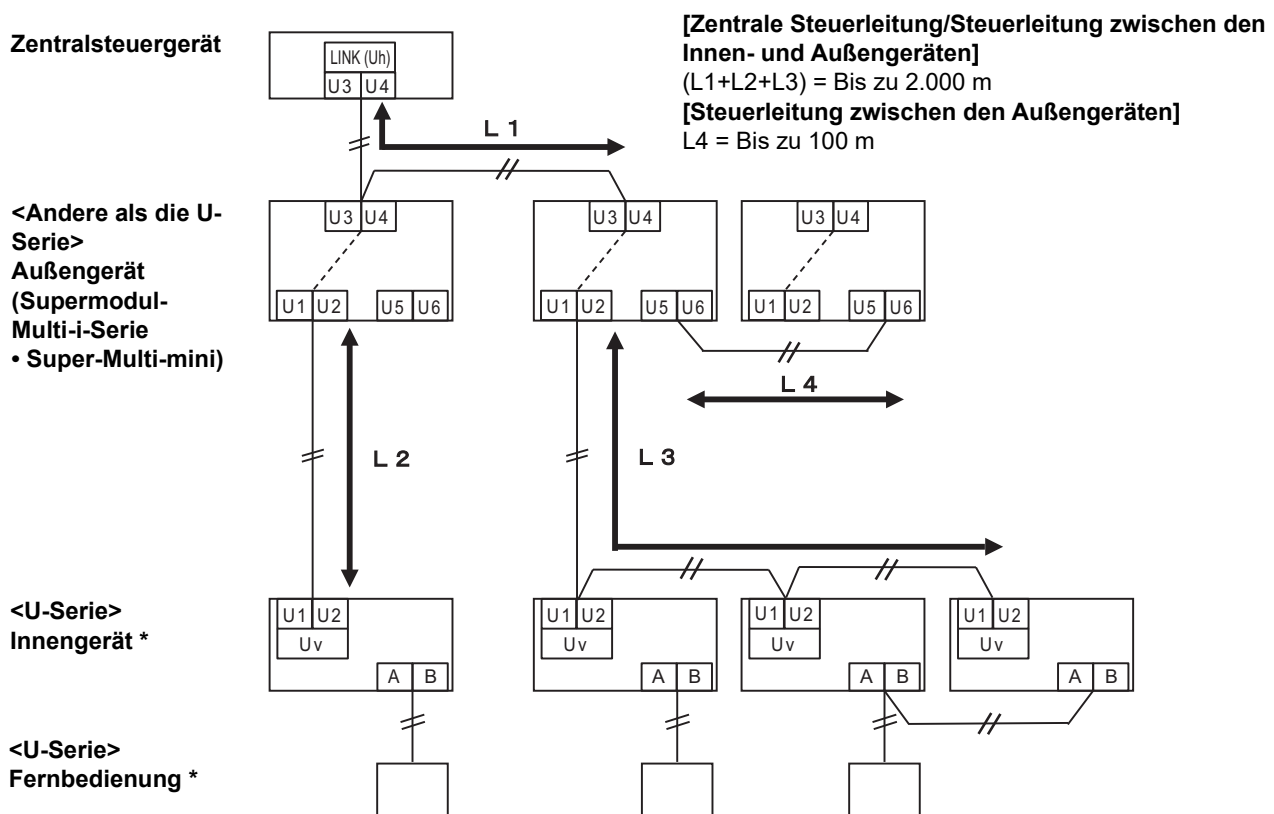 Zentralsteuergerät
LINK (Uh)
U3 U4
[Zentrale Steuerleitung/Steuerleitung zwischen den
Innen- und Außengeräten]
(L1+L2+L3) = Bis zu 2.000 m
[Steuerleitung zwischen den Außengeräten]
L4 = Bis zu 100 m
L 1
<Andere als die U-
Serie>
Außengerät
(Supermodul-
Multi-i-Serie
• Super-Multi-mini)
U3 U4
U1 U2
U5 U6
U3 U4
U1 U2
U5 U6
U3 U4
U1 U2
U5 U6
L 4
L 2
L 3
<U-Serie>
Innengerät *
U1 U2
Uv
A B
U1 U2
Uv
A B
U1 U2
Uv
A B
U1 U2
Uv
A B
<U-Serie>
Fernbedienung *